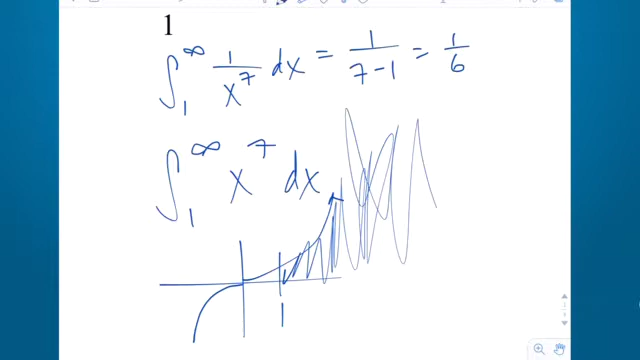 1
∫₁^∞ 1/x⁷ dx = 1/(7-1) = 1/6
∫₁^∞ x⁷ dx
1